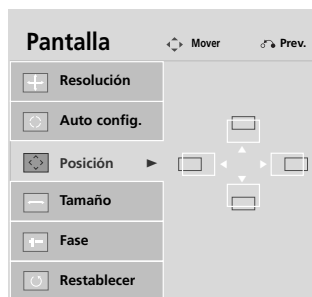 Pantalla Mover Prev.
Resolución
Auto config.
Posición
Tamaño
Fase
Restablecer